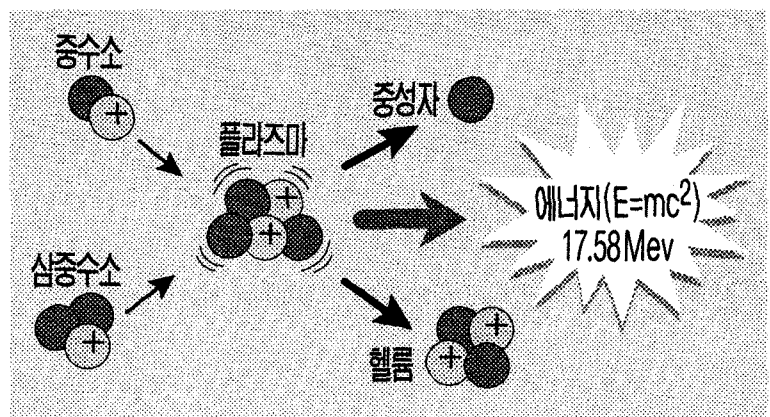 중수소
+
중성자
플라즈마
+
+
에너지(E=mc²)
17.58Mev
삼중수소
+
헬륨
+
+